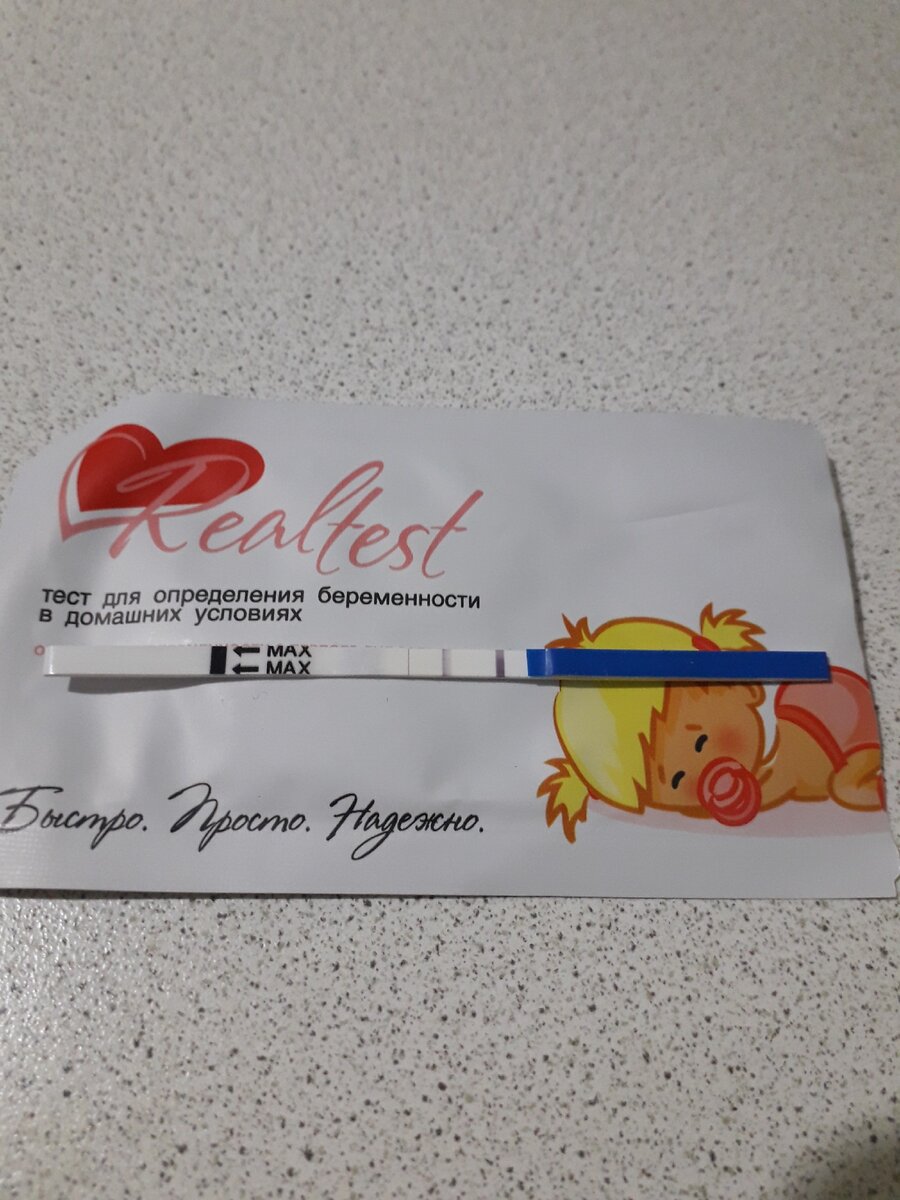 Realtest
тест для определения беременности
в домашних условиях
MAX
MAX
Быстро. Просто. Надежно.